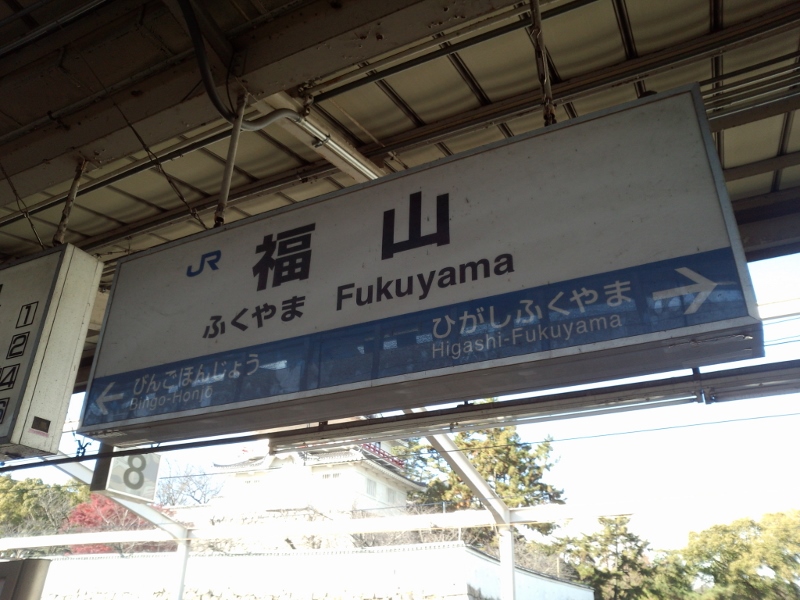 JR
福山
ふくやま Fukuyama
ひがしふくやま →
Higashi-Fukuyama
← びんごほんじょう
Bingo-Honjō
1
2
4
8